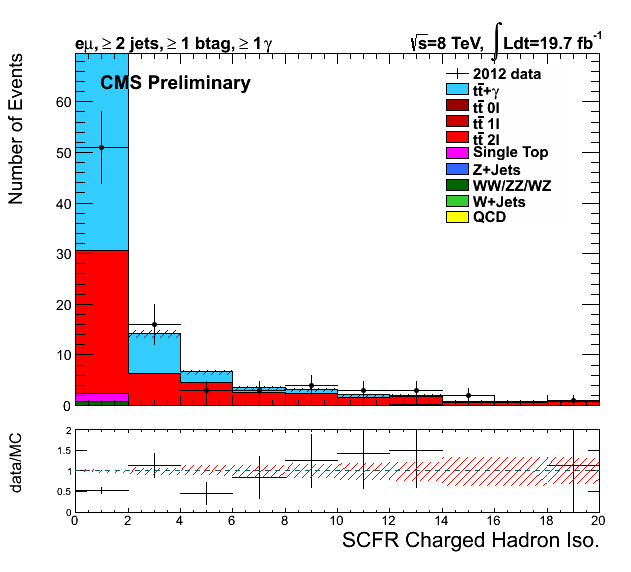 eμ, ≥ 2 jets, ≥ 1 btag, ≥ 1 γ
√s=8 TeV, ∫ Ldt=19.7 fb⁻¹
CMS Preliminary
2012 data
tt̄+γ
tt̄ 0l
tt̄ 1l
tt̄ 2l
Single Top
Z+Jets
WW/ZZ/WZ
W+Jets
QCD
Number of Events
60
50
40
30
20
10
0
data/MC
2
1.5
1
0.5
0
0 2 4 6 8 10 12 14 16 18 20
SCFR Charged Hadron Iso.